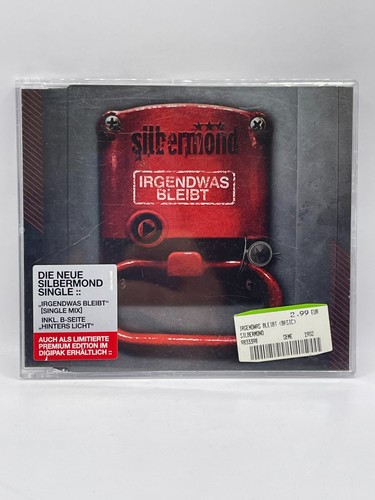 silbermond
IRGENDWAS
BLEIBT
DIE NEUE
SILBERMOND
SINGLE ::
„IRGENDWAS BLEIBT“
[SINGLE MIX]
INKL. B-SEITE
„HINTERS LICHT“
AUCH ALS LIMITIERTE
PREMIUM EDITION IM
DIGIPAK ERHÄLTLICH ::
2.99 EUR
IRGENDWAS BLEIBT (BASIC)
SILBERMOND